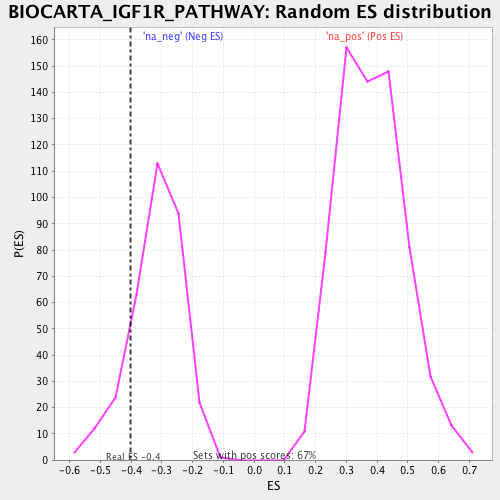 BIOCARTA_IGF1R_PATHWAY: Random ES distribution
'na_neg' (Neg ES)
'na_pos' (Pos ES)
160
150
140
130
120
110
100
90
80
70
60
50
40
30
20
10
0
P(ES)
Real ES -0.4
Sets with pos scores: 67%
-0.6 -0.5 -0.4 -0.3 -0.2 -0.1 0.0 0.1 0.2 0.3 0.4 0.5 0.6 0.7
ES